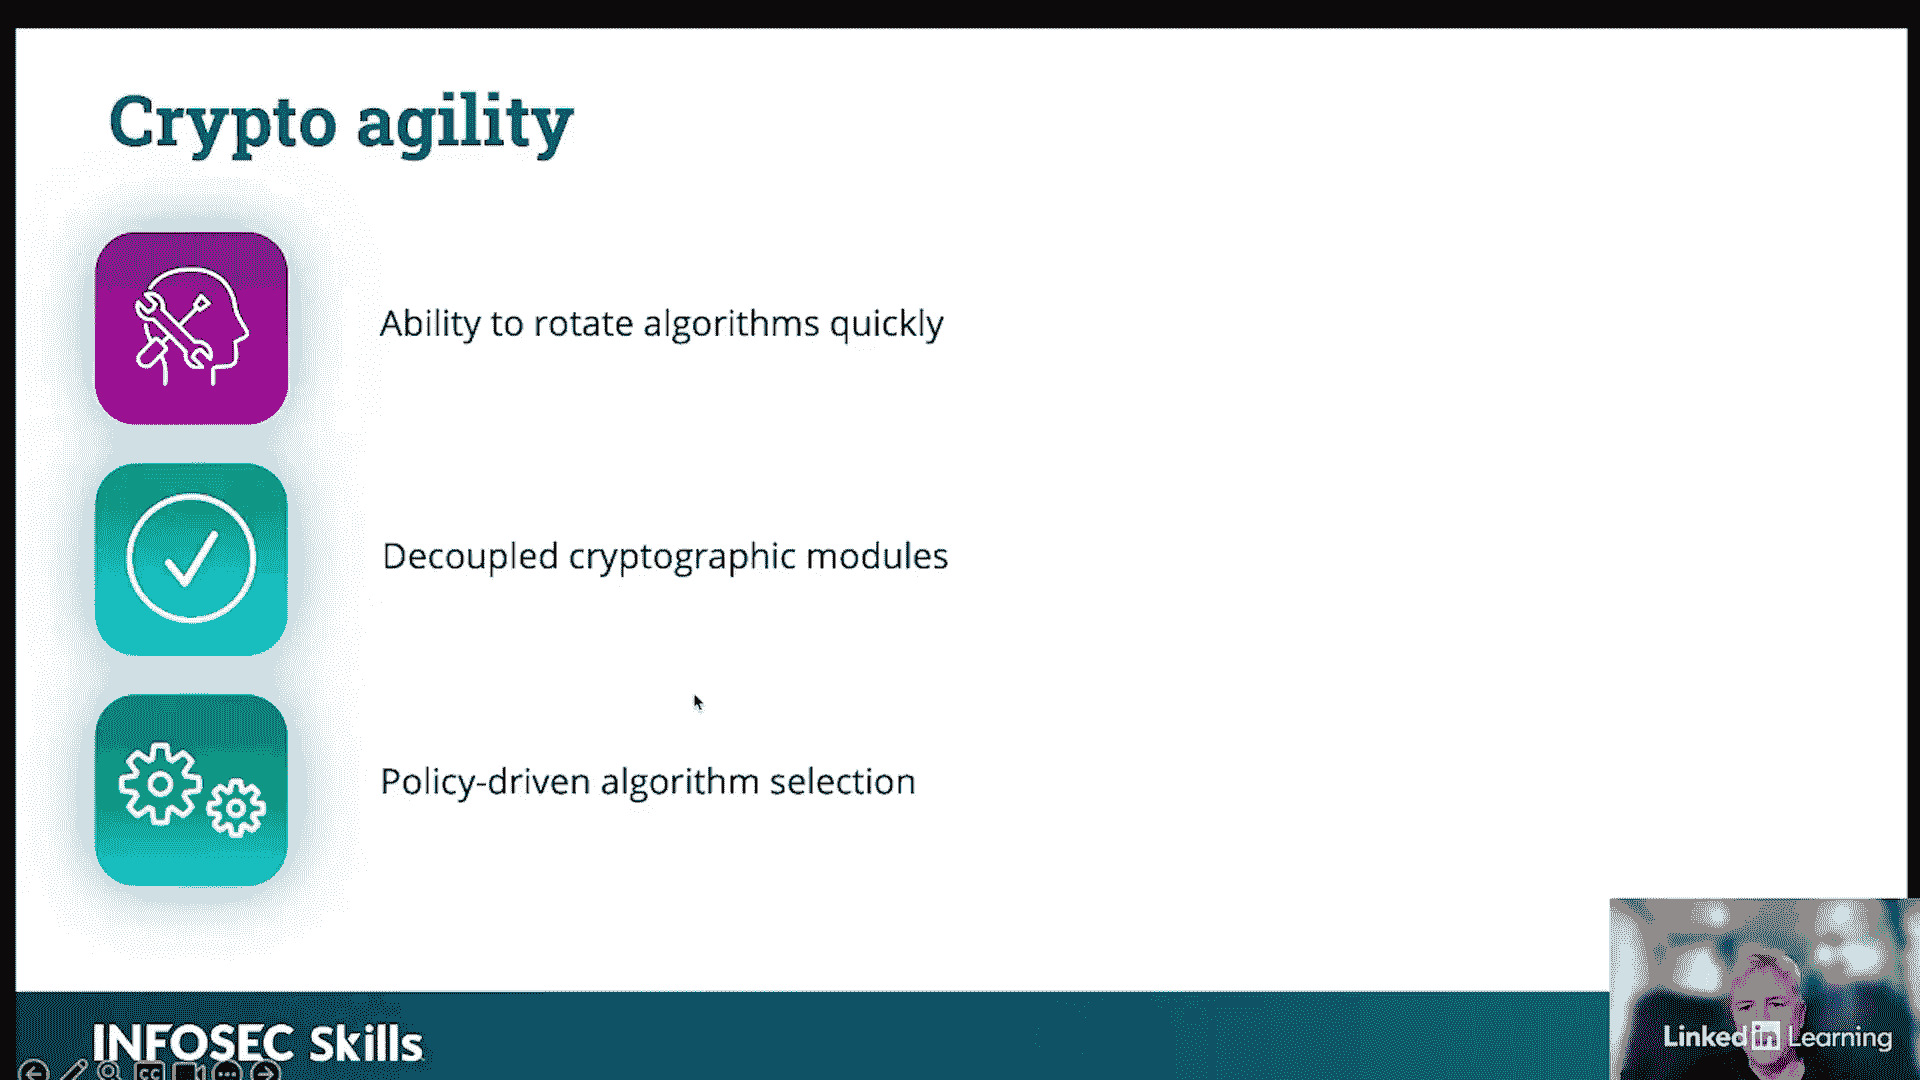 Crypto agility
Ability to rotate algorithms quickly
Decoupled cryptographic modules
Policy-driven algorithm selection
INFOSEC Skills
CC
Linked in Learning